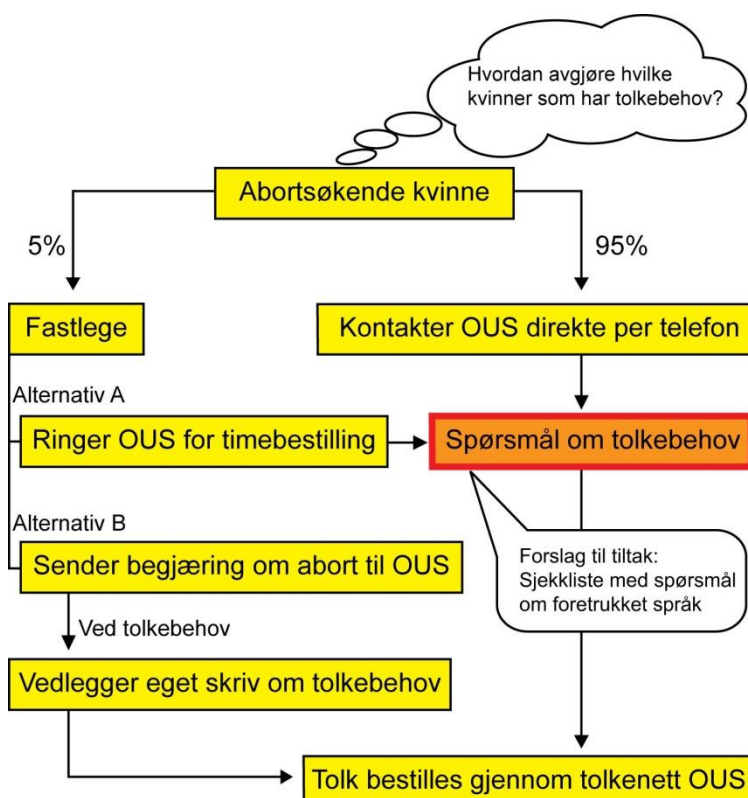 Hvordan avgjøre hvilke
kvinner som har tolkebehov?
Abortsøkende kvinne
5%
95%
Fastlege
Kontakter OUS direkte per telefon
Alternativ A
Ringer OUS for timebestilling
Spørsmål om tolkebehov
Alternativ B
Sender begjæring om abort til OUS
Forslag til tiltak:
Sjekkliste med spørsmål
om foretrukket språk
Ved tolkebehov
Vedlegger eget skriv om tolkebehov
Tolk bestilles gjennom tolkenett OUS